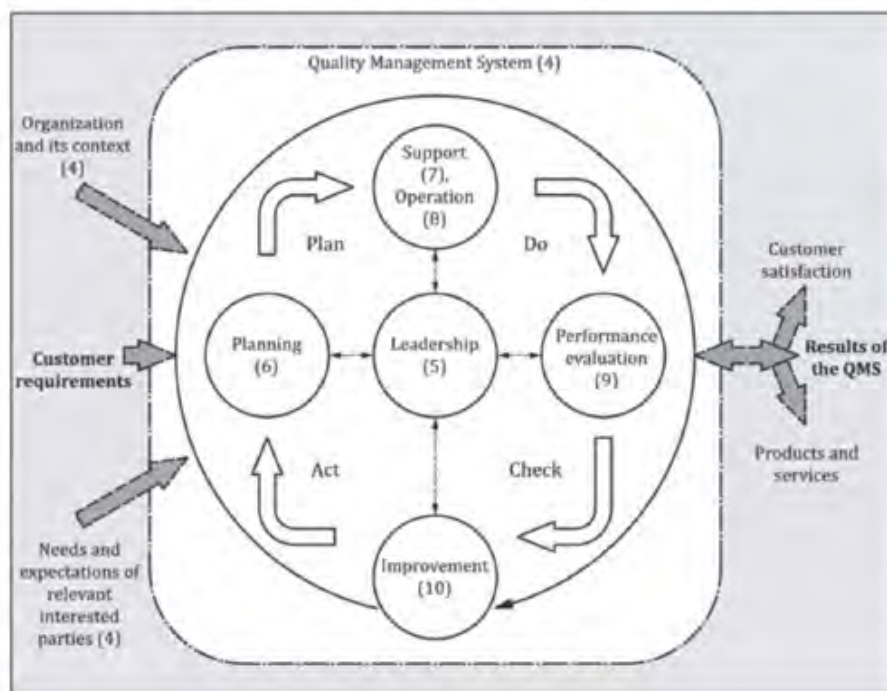 Quality Management System (4)
Organization
and its context
(4)
Support
(7),
Operation
(8)
Plan
Do
Customer
satisfaction
Customer
requirements
Planning
(6)
Leadership
(5)
Performance
evaluation
(9)
Results of
the QMS
Act
Check
Products and
services
Needs and
expectations of
relevant
interested
parties (4)
Improvement
(10)